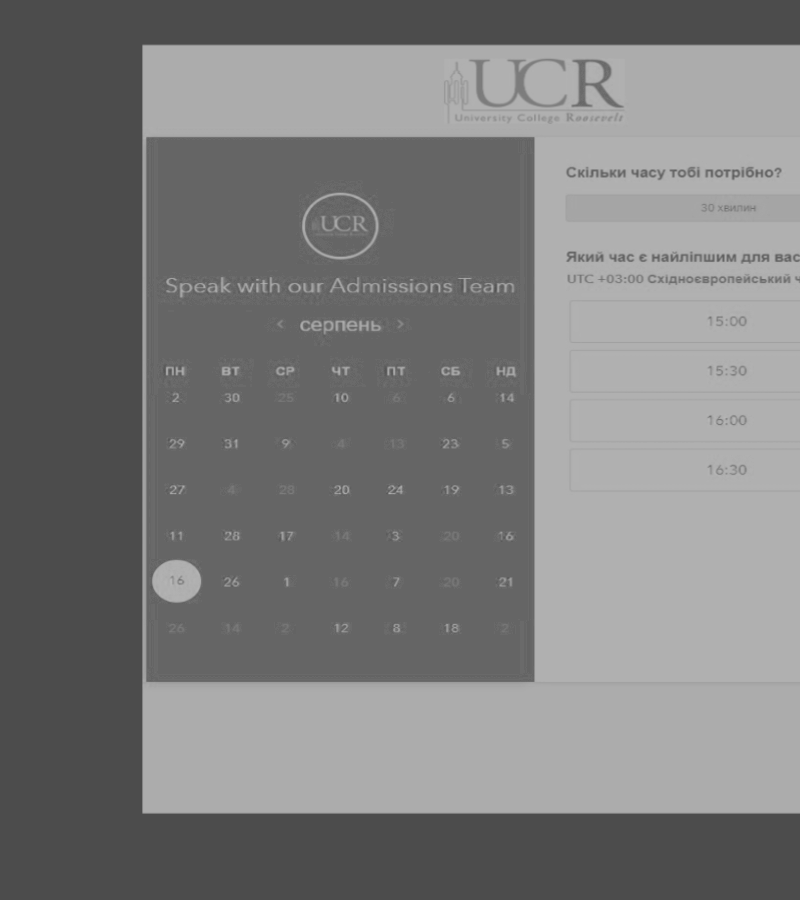 UCR
University College Roosevelt
UCR
Speak with our Admissions Team
< серпень >
ПН ВТ СР ЧТ ПТ СБ НД
2 30 25 10 6 6 14
29 31 9 4 13 23 5
27 4 28 20 24 19 13
11 28 17 14 3 20 16
16 26 1 16 7 20 21
26 14 2 12 8 18 2
Скільки часу тобі потрібно?
30 хвилин
Який час є найліпшим для вас
UTC +03:00 Східноєвропейський ч
15:00
15:30
16:00
16:30